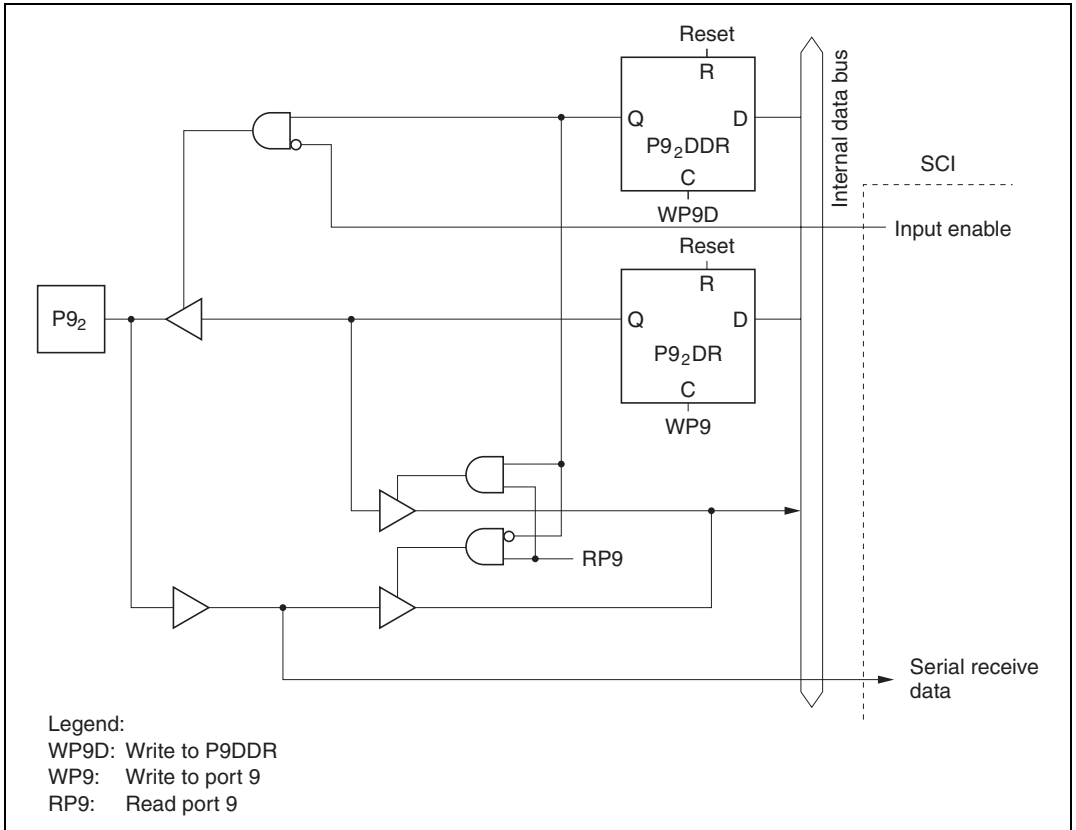 Reset
R
Q D
P9₂DDR
C
WP9D
Internal data bus
SCI
Input enable
Reset
R
Q D
P9₂DR
C
WP9
P9₂
RP9
Serial receive
data
Legend:
WP9D: Write to P9DDR
WP9: Write to port 9
RP9: Read port 9